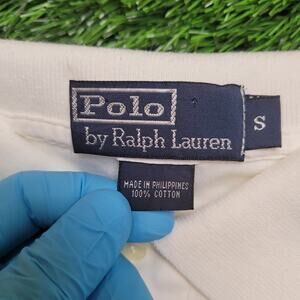 Polo
by Ralph Lauren
S
MADE IN PHILIPPINES
100% COTTON